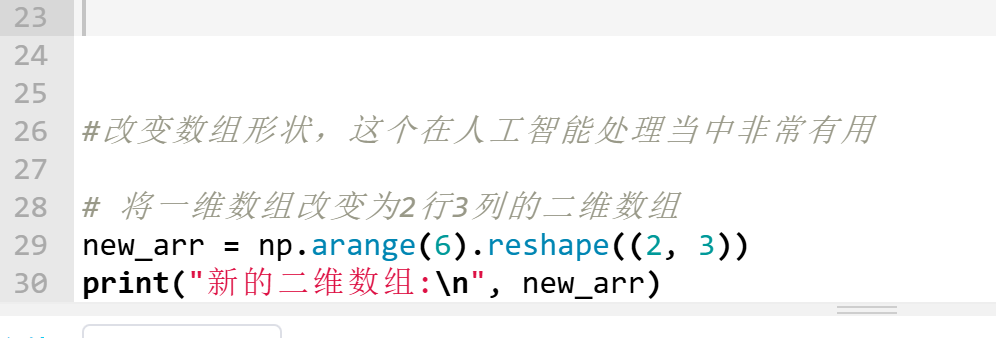 23
24
25
26 #改变数组形状，这个在人工智能处理当中非常有用
27
28 # 将一维数组改变为2行3列的二维数组
29 new_arr = np.arange(6).reshape((2, 3))
30 print("新的二维数组:\n", new_arr)